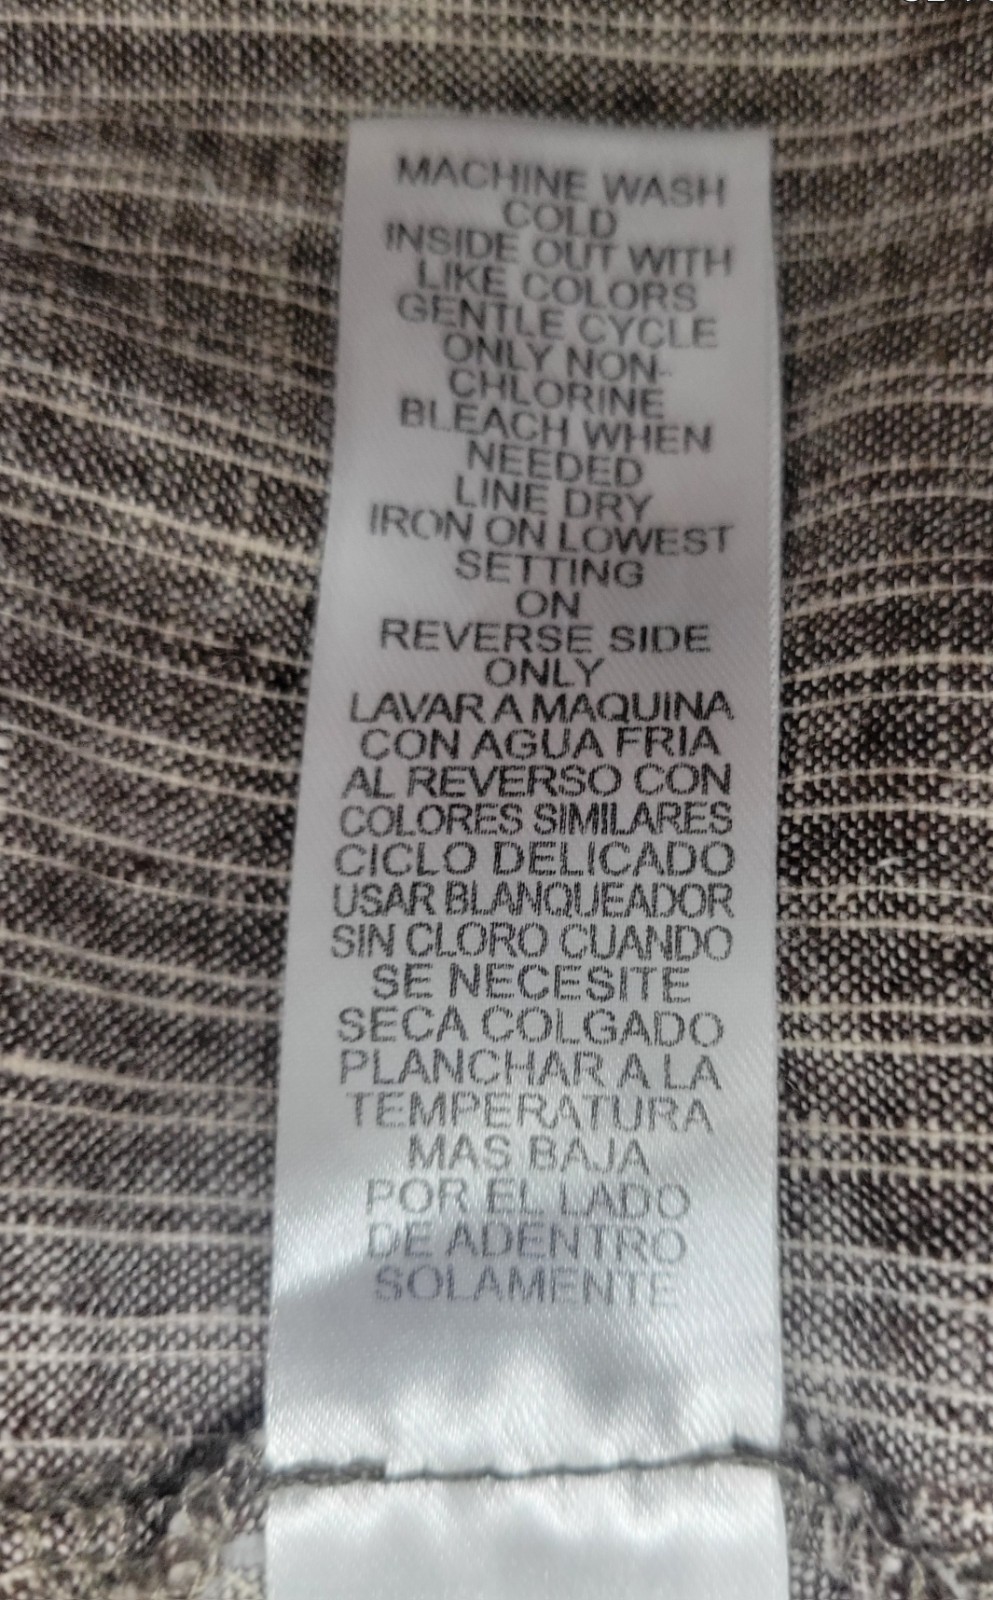 MACHINE WASH
COLD
INSIDE OUT WITH
LIKE COLORS
GENTLE CYCLE
ONLY NON-
CHLORINE
BLEACH WHEN
NEEDED
LINE DRY
IRON ON LOWEST
SETTING
ON
REVERSE SIDE
ONLY
LAVAR A MAQUINA
CON AGUA FRIA
AL REVERSO CON
COLORES SIMILARES
CICLO DELICADO
USAR BLANQUEADOR
SIN CLORO CUANDO
SE NECESITE
SECA COLGADO
PLANCHAR A LA
TEMPERATURA
MAS BAJA
POR EL LADO
DE ADENTRO
SOLAMENTE